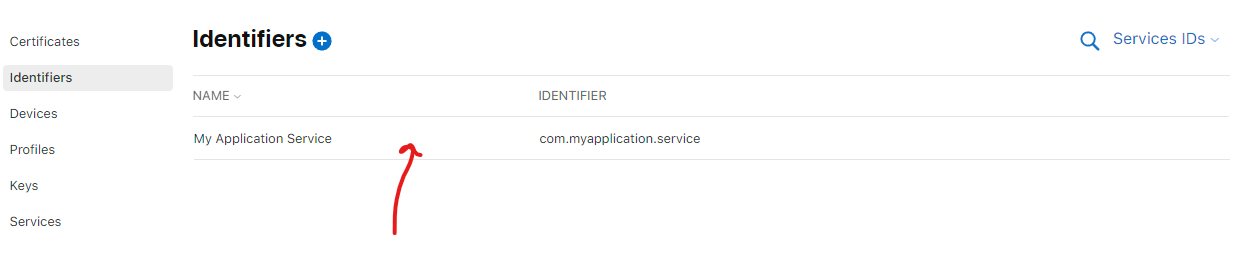 Certificates
Identifiers
Devices
Profiles
Keys
Services
Identifiers
Services IDs
NAME IDENTIFIER
My Application Service com.myapplication.service